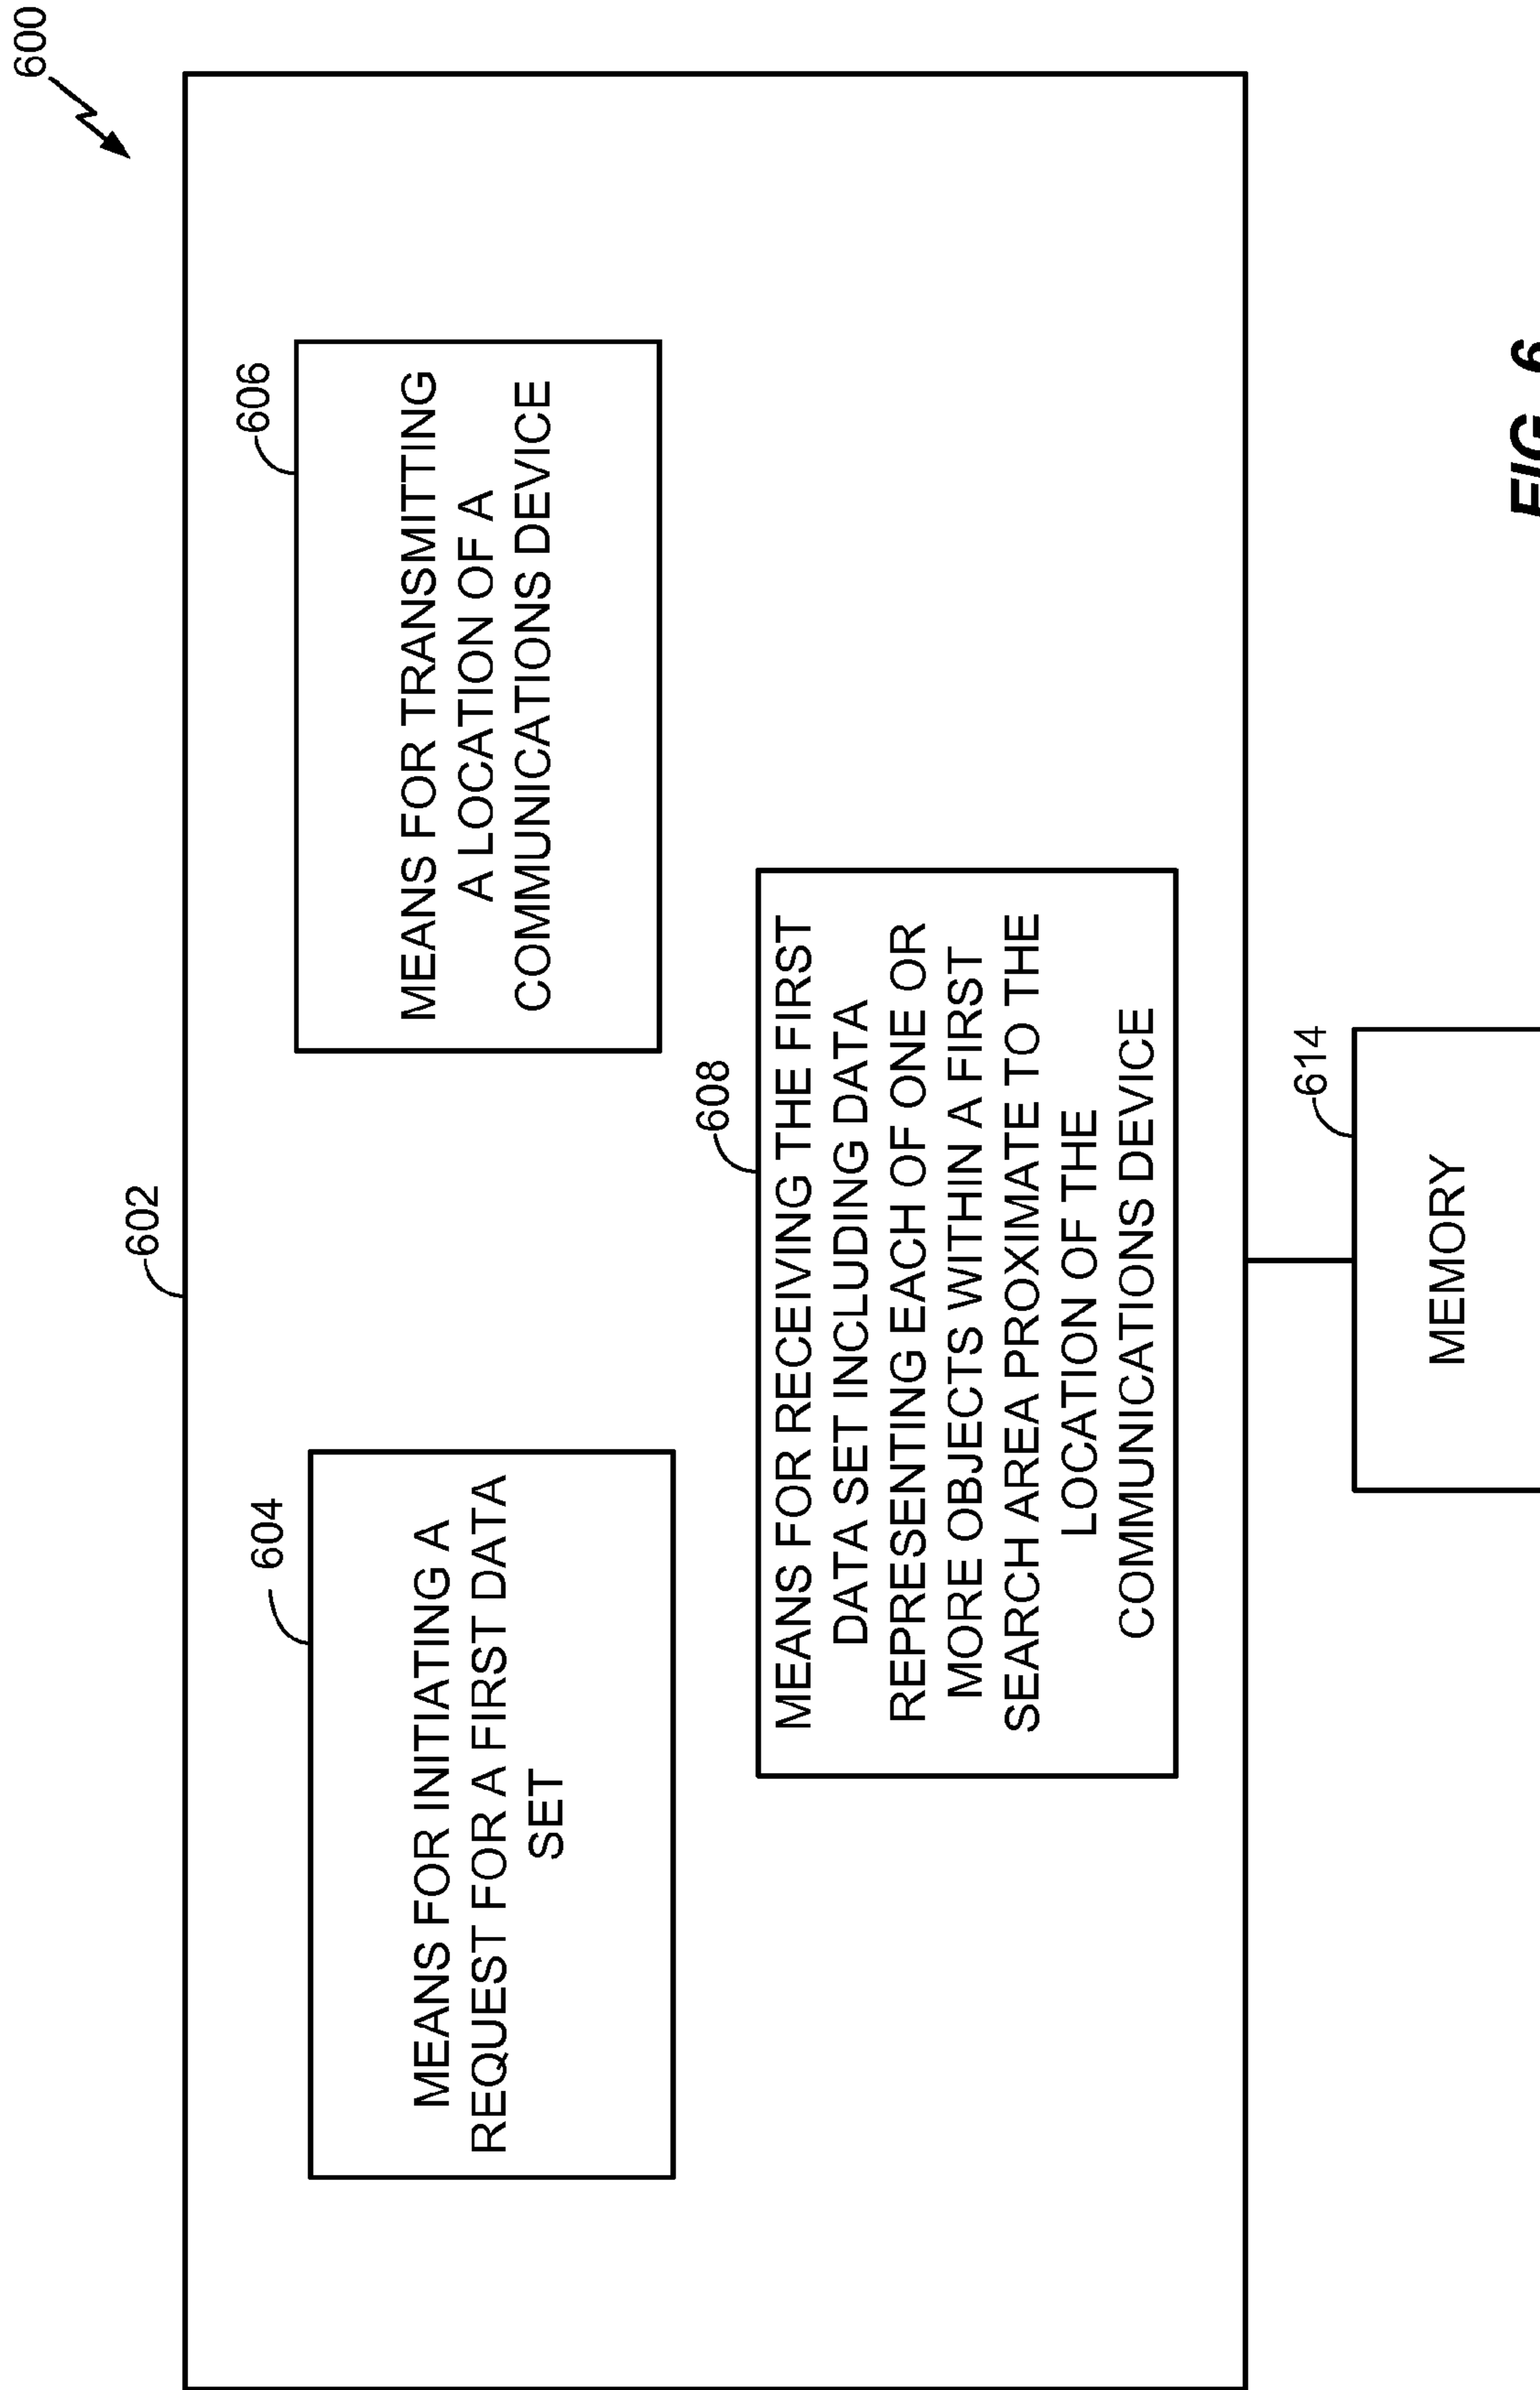 600
602
604
MEANS FOR INITIATING A
REQUEST FOR A FIRST DATA
SET
606
MEANS FOR TRANSMITTING
A LOCATION OF A
COMMUNICATIONS DEVICE
608
MEANS FOR RECEIVING THE FIRST
DATA SET INCLUDING DATA
REPRESENTING EACH OF ONE OR
MORE OBJECTS WITHIN A FIRST
SEARCH AREA PROXIMATE TO THE
LOCATION OF THE
COMMUNICATIONS DEVICE
614
MEMORY
FIG. 6